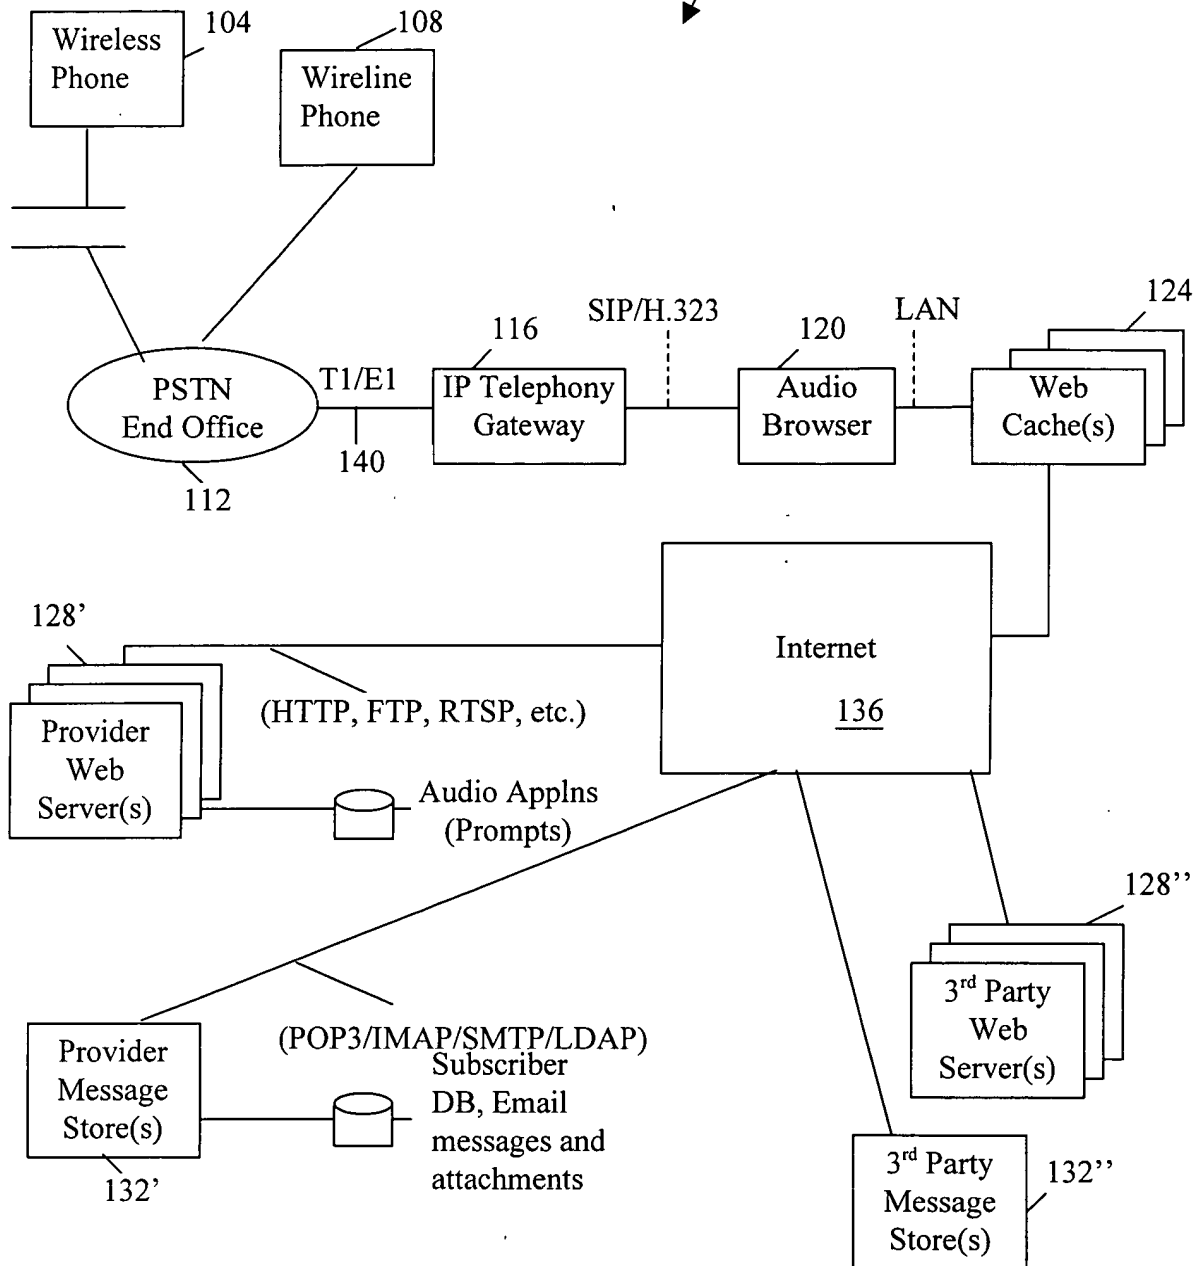 104
108
Wireless
Phone
Wireline
Phone
124
SIP/H.323
LAN
116
120
T1/E1
PSTN
End Office
IP Telephony
Gateway
Audio
Browser
Web
Cache(s)
140
112
128’
Internet
136
(HTTP, FTP, RTSP, etc.)
Provider
Web
Server(s)
Audio Applns
(Prompts)
128’’
3rd Party
Web
Server(s)
(POP3/IMAP/SMTP/LDAP)
Provider
Message
Store(s)
Subscriber
DB, Email
messages and
attachments
132’
3rd Party
Message
Store(s)
132’’